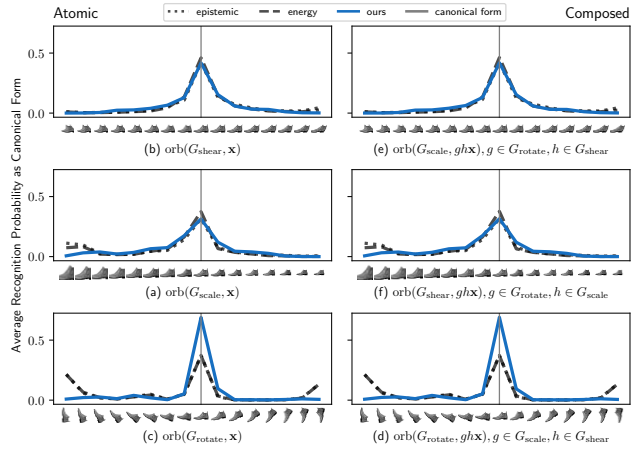 Atomic
epistemic energy ours canonical form
Composed
Average Recognition Probability as Canonical Form
0.5
0.0
(b) orb(G_shear, x)
(e) orb(G_scale, ghx), g ∈ G_rotate, h ∈ G_shear
0.5
0.0
(a) orb(G_scale, x)
(f) orb(G_shear, ghx), g ∈ G_rotate, h ∈ G_scale
0.5
0.0
(c) orb(G_rotate, x)
(d) orb(G_rotate, ghx), g ∈ G_scale, h ∈ G_shear